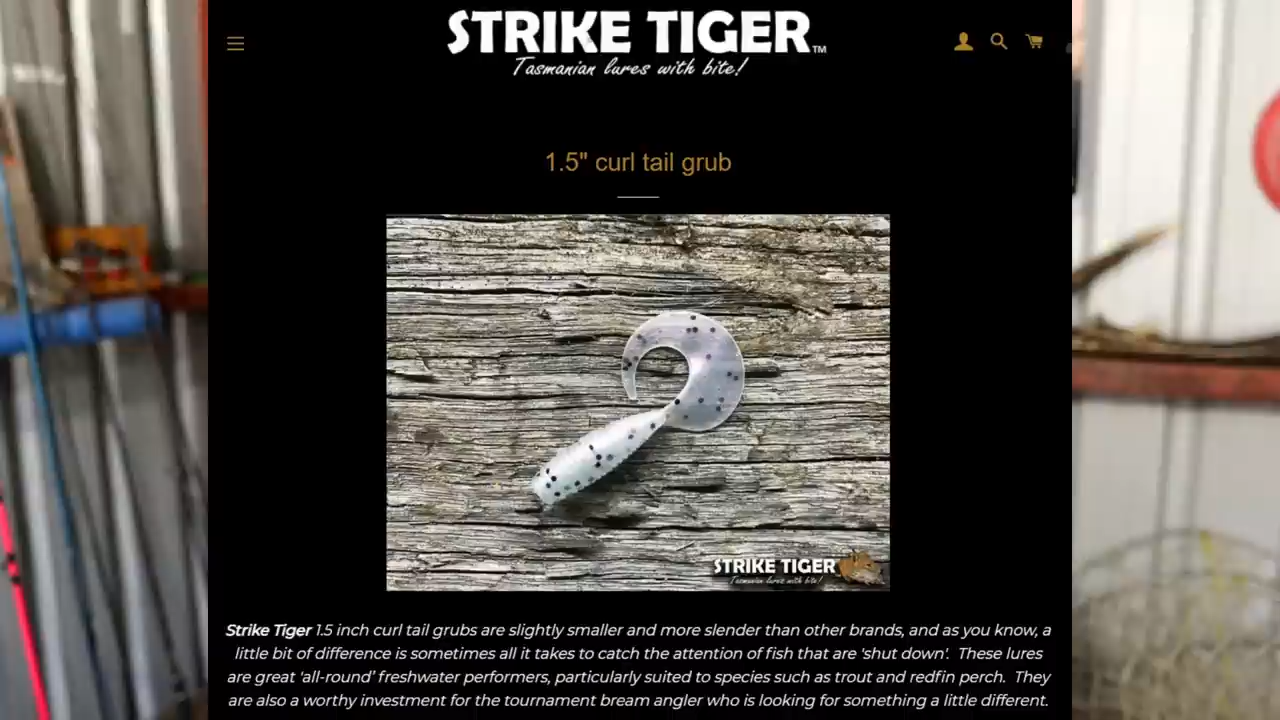 STRIKE TIGER™
Tasmanian lures with bite!
1.5" curl tail grub
STRIKE TIGER
Tasmanian lures with bite!
Strike Tiger 1.5 inch curl tail grubs are slightly smaller and more slender than other brands, and as you know, a
little bit of difference is sometimes all it takes to catch the attention of fish that are 'shut down'.  These lures
are great 'all-round' freshwater performers, particularly suited to species such as trout and redfin perch.  They
are also a worthy investment for the tournament bream angler who is looking for something a little different.